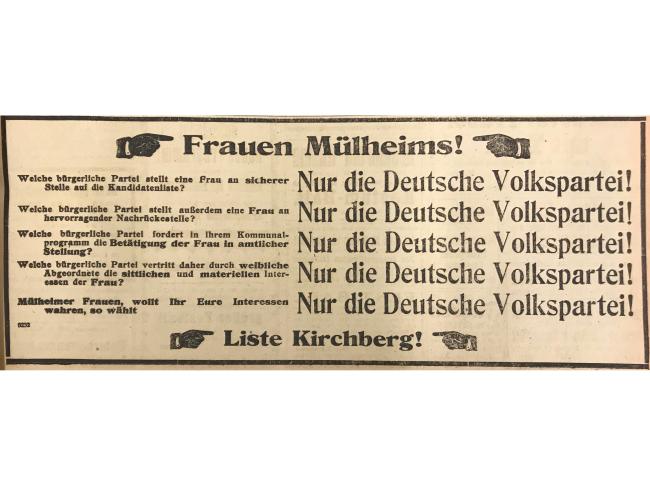 Frauen Mülheims!
Welche bürgerliche Partei stellt eine Frau an sicherer
Stelle auf die Kandidatenliste?
Nur die Deutsche Volkspartei!
Welche bürgerliche Partei stellt außerdem eine Frau an
hervorragender Nachrückestelle?
Nur die Deutsche Volkspartei!
Welche bürgerliche Partei fordert in ihrem Kommunal-
programm die Betätigung der Frau in amtlicher
Stellung?
Nur die Deutsche Volkspartei!
Welche bürgerliche Partei vertritt daher durch weibliche
Abgeordnete die sittlichen und materiellen Inter-
essen der Frau?
Nur die Deutsche Volkspartei!
Mülheimer Frauen, wollt Ihr Eure Interessen
wahren, so wählt
Nur die Deutsche Volkspartei!
Liste Kirchberg!